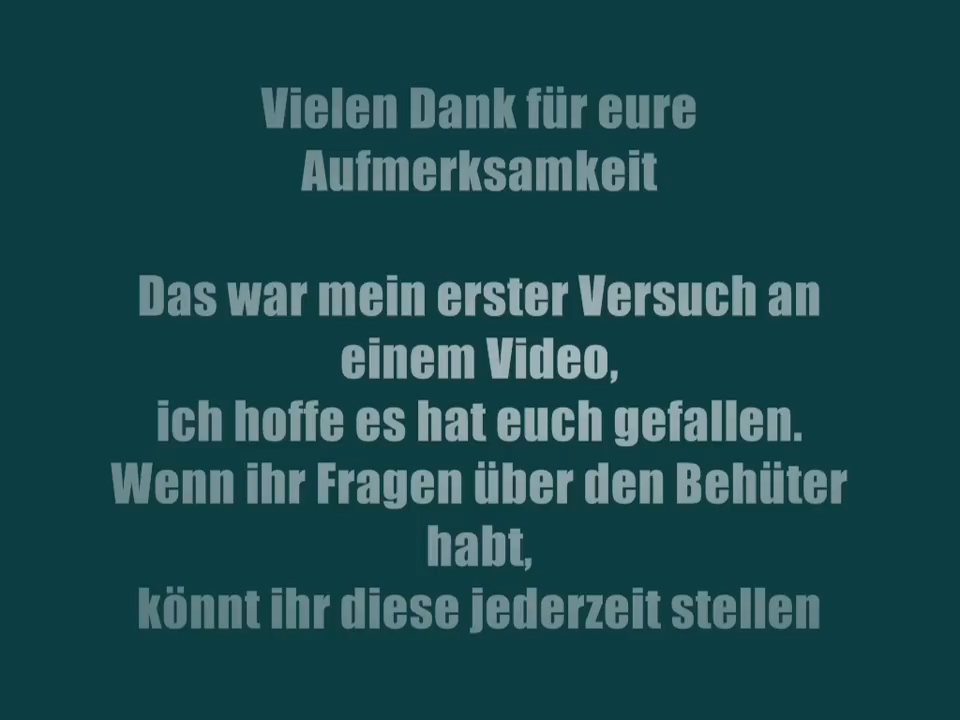 Vielen Dank für eure
Aufmerksamkeit
Das war mein erster Versuch an
einem Video,
ich hoffe es hat euch gefallen.
Wenn ihr Fragen über den Behüter
habt,
könnt ihr diese jederzeit stellen